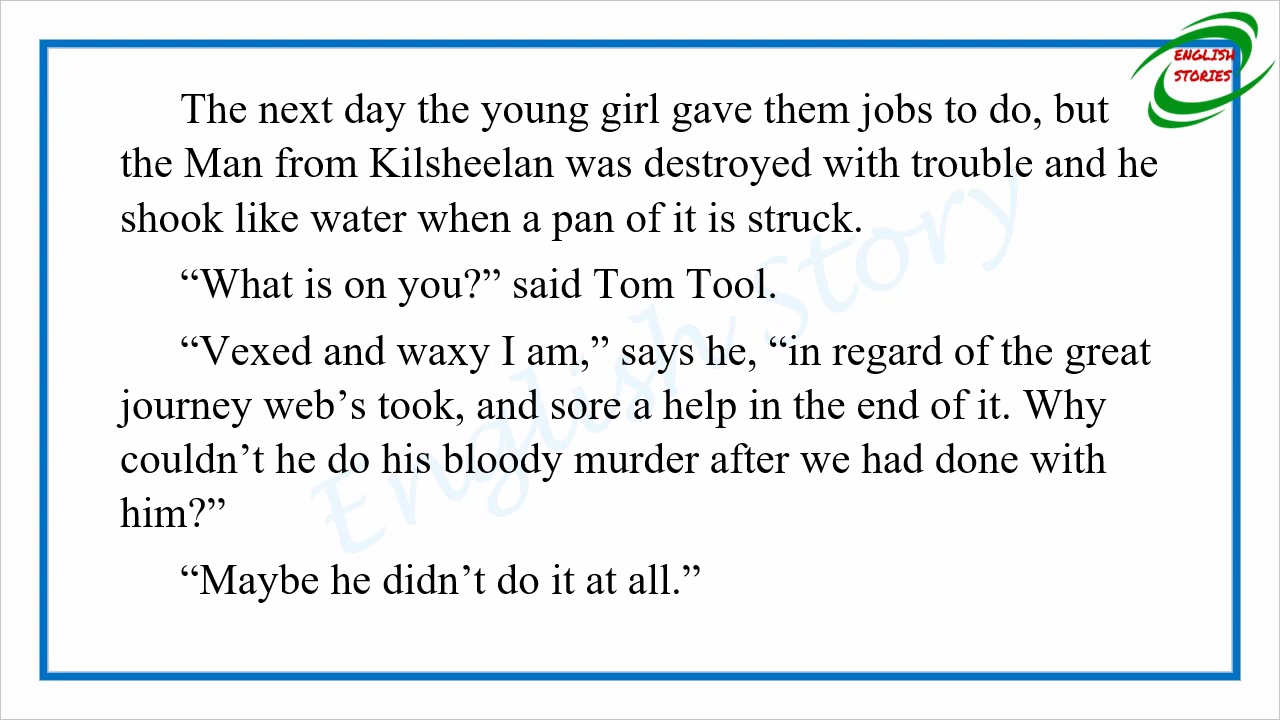 ENGLISH
STORIES
The next day the young girl gave them jobs to do, but
the Man from Kilsheelan was destroyed with trouble and he
shook like water when a pan of it is struck.
“What is on you?” said Tom Tool.
“Vexed and waxy I am,” says he, “in regard of the great
journey web’s took, and sore a help in the end of it. Why
couldn’t he do his bloody murder after we had done with
him?”
“Maybe he didn’t do it at all.”
English Story